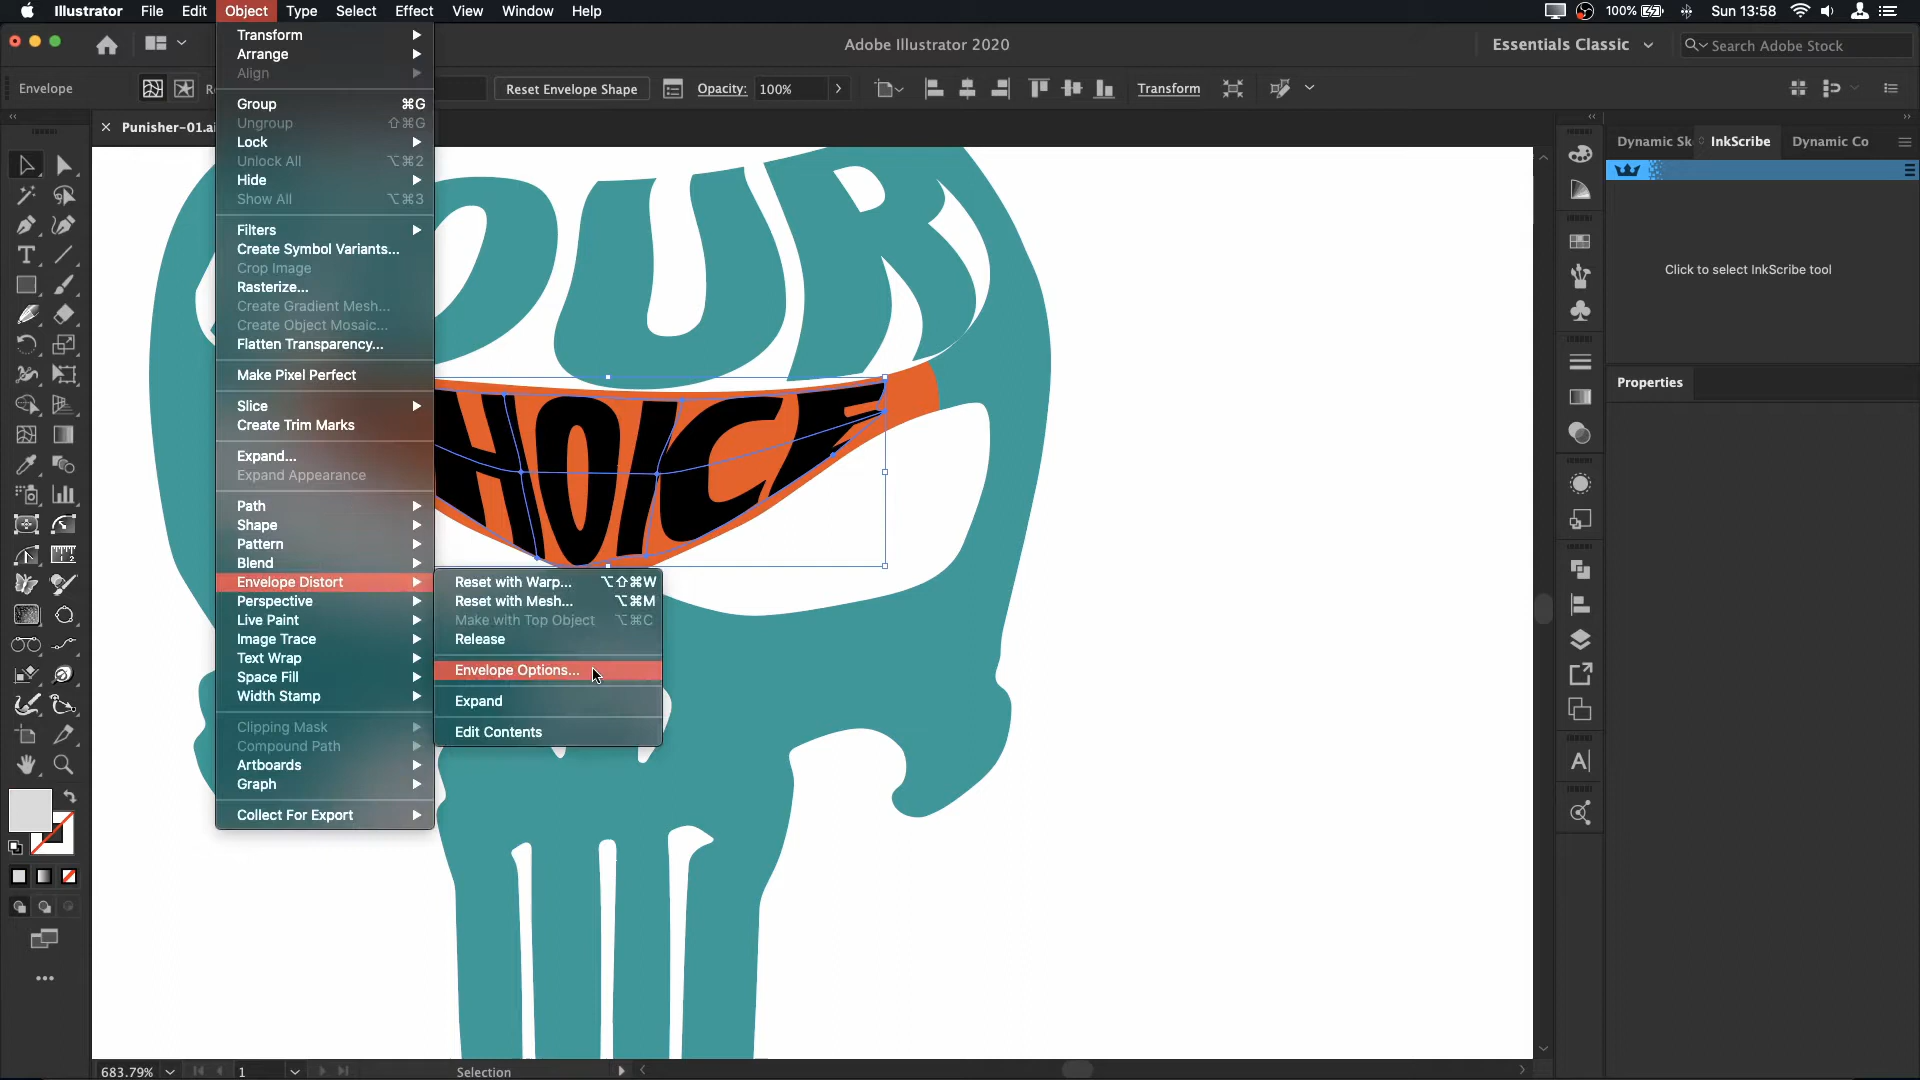 Illustrator File Edit Object Type Select Effect View Window Help 100% Sun 13:58
Adobe Illustrator 2020 Essentials Classic Search Adobe Stock
Envelope Reset Envelope Shape Opacity: 100% Transform
Punisher-01.ai
Transform
Arrange
Align
Group ⌘G
Ungroup ⇧⌘G
Lock
Unlock All ⌥⌘2
Hide
Show All ⌥⌘3
Filters
Create Symbol Variants...
Crop Image
Rasterize...
Create Gradient Mesh...
Create Object Mosaic...
Flatten Transparency...
Make Pixel Perfect
Slice
Create Trim Marks
Expand...
Expand Appearance
Path
Shape
Pattern
Blend
Envelope Distort
Perspective
Live Paint
Image Trace
Text Wrap
Space Fill
Width Stamp
Clipping Mask
Compound Path
Artboards
Graph
Collect For Export
Reset with Warp... ⌥⇧⌘W
Reset with Mesh... ⌥⌘M
Make with Top Object ⌥⌘C
Release
Envelope Options...
Expand
Edit Contents
OUR
HOICE
Dynamic Sk InkScribe Dynamic Co
Click to select InkScribe tool
Properties
683.79% 1 Selection